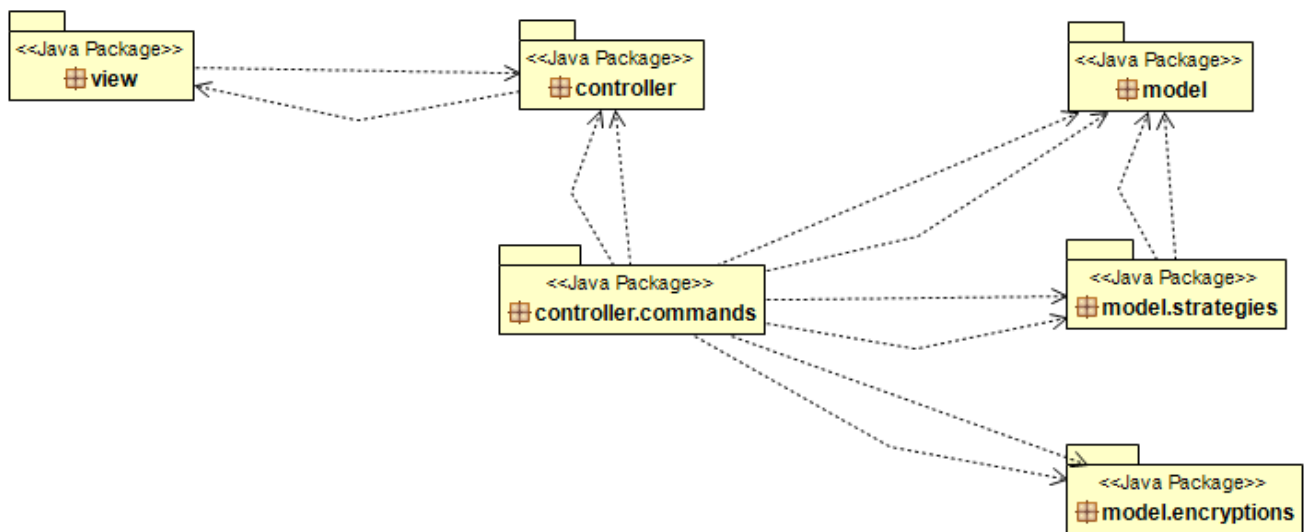 <<Java Package>>
view
<<Java Package>>
controller
<<Java Package>>
model
<<Java Package>>
controller.commands
<<Java Package>>
model.strategies
<<Java Package>>
model.encryptions